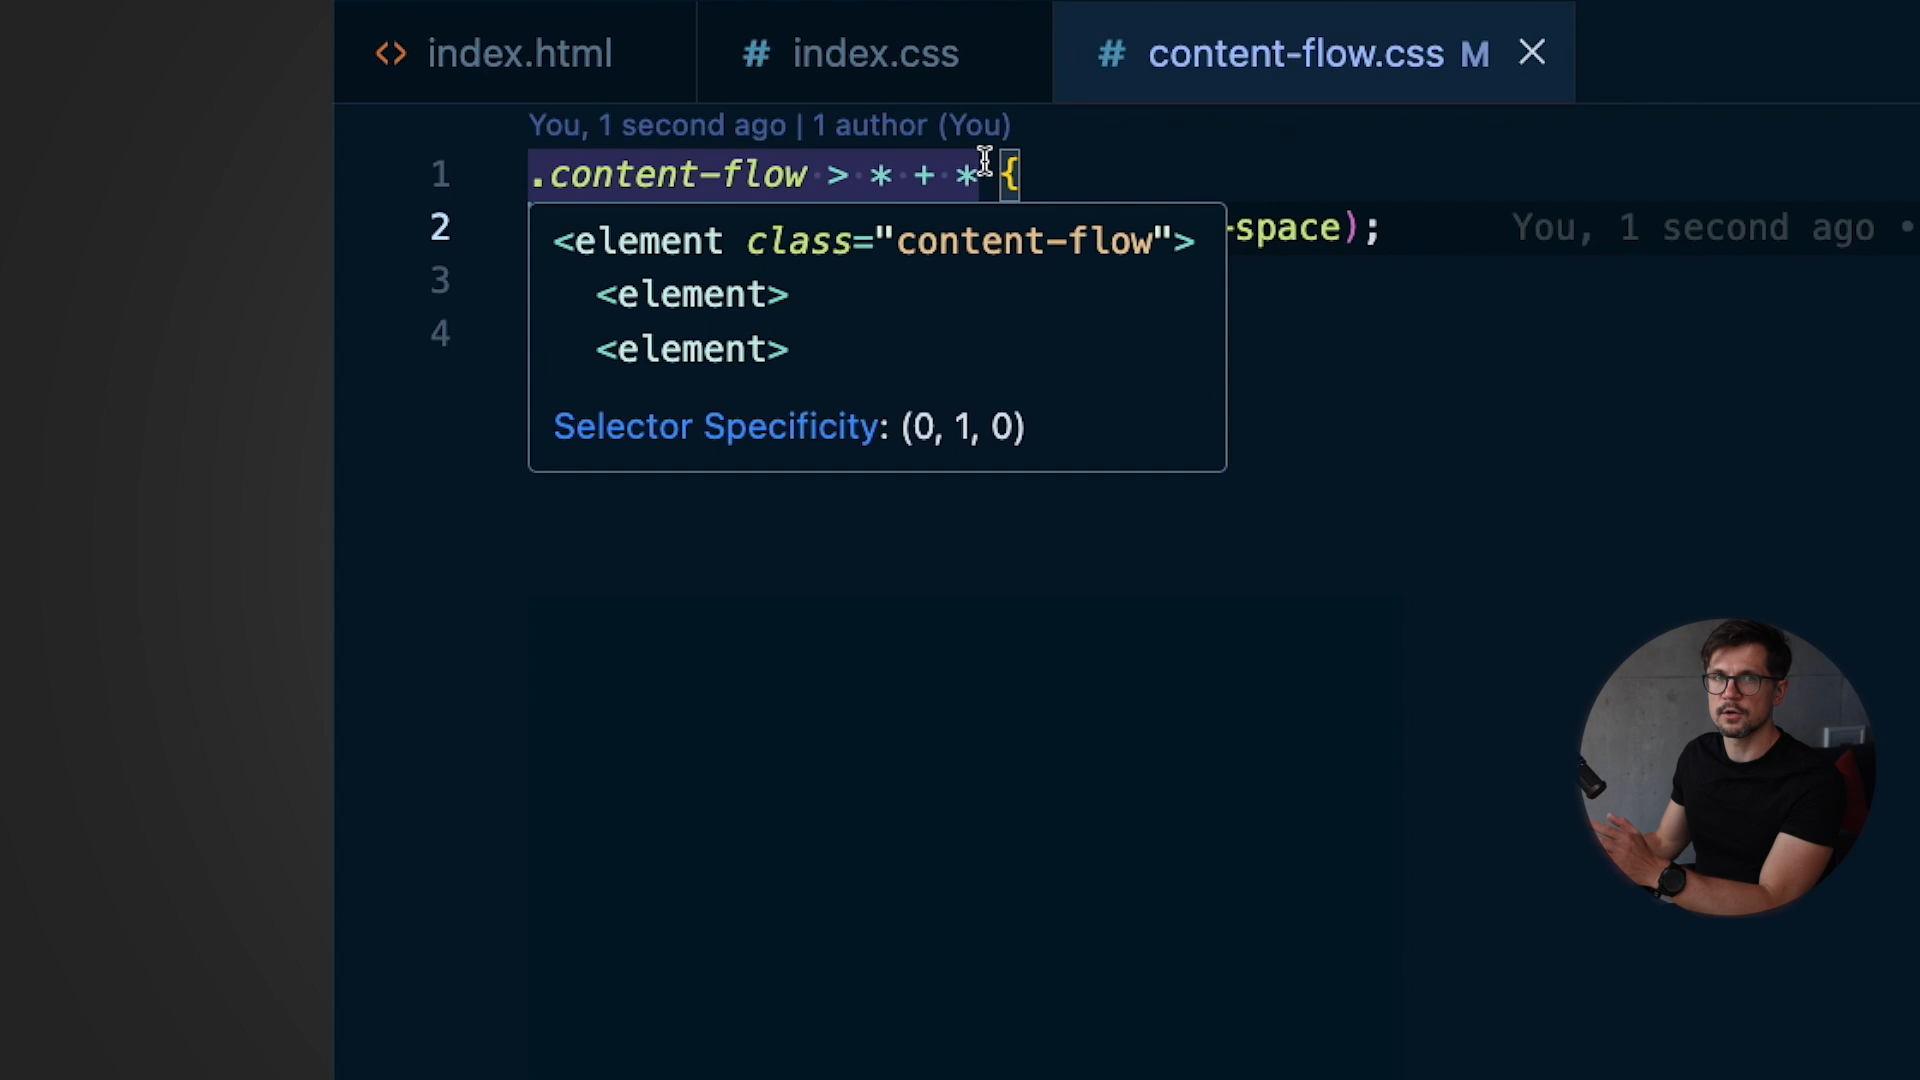 <> index.html # index.css # content-flow.css M
You, 1 second ago | 1 author (You)
1 .content-flow > * + * {
2 -space); You, 1 second ago •
3
4
<element class="content-flow">
<element>
<element>
Selector Specificity: (0, 1, 0)